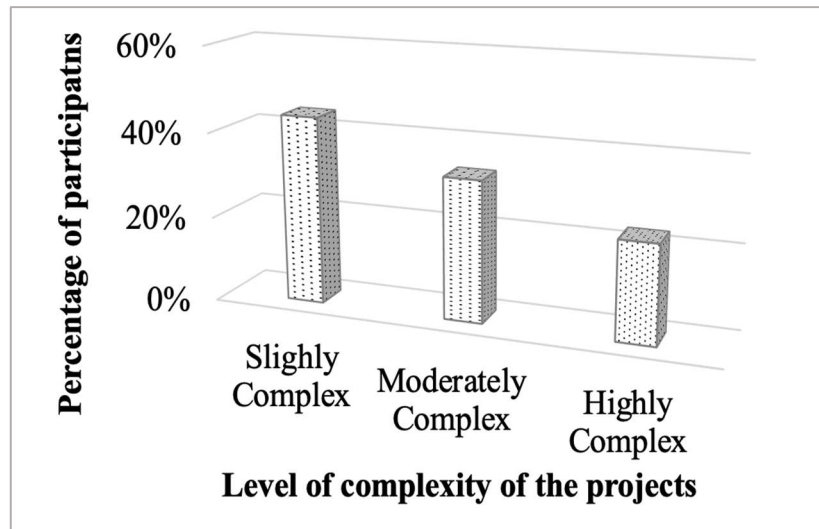 Percentage of participatns
60%
40%
20%
0%
Slighly
Complex
Moderately
Complex
Highly
Complex
Level of complexity of the projects